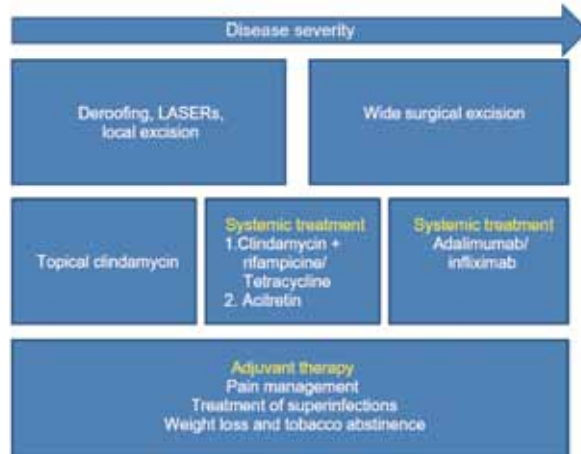 Disease severity
Deroofing, LASERs,
local excision
Wide surgical excision
Topical clindamycin
Systemic treatment
1.Clindamycin +
rifampicine/
Tetracycline
2. Acitretin
Systemic treatment
Adalimumab/
infliximab
Adjuvant therapy
Pain management
Treatment of superinfections
Weight loss and tobacco abstinence